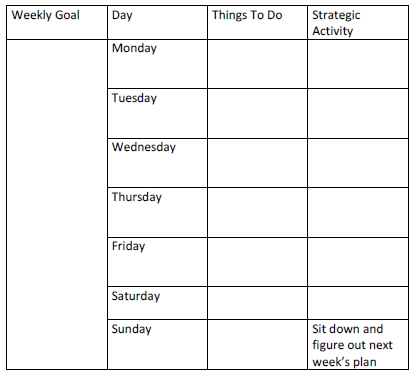 Weekly Goal Day Things To Do Strategic
Activity
Monday
Tuesday
Wednesday
Thursday
Friday
Saturday
Sunday Sit down and
figure out next
week's plan